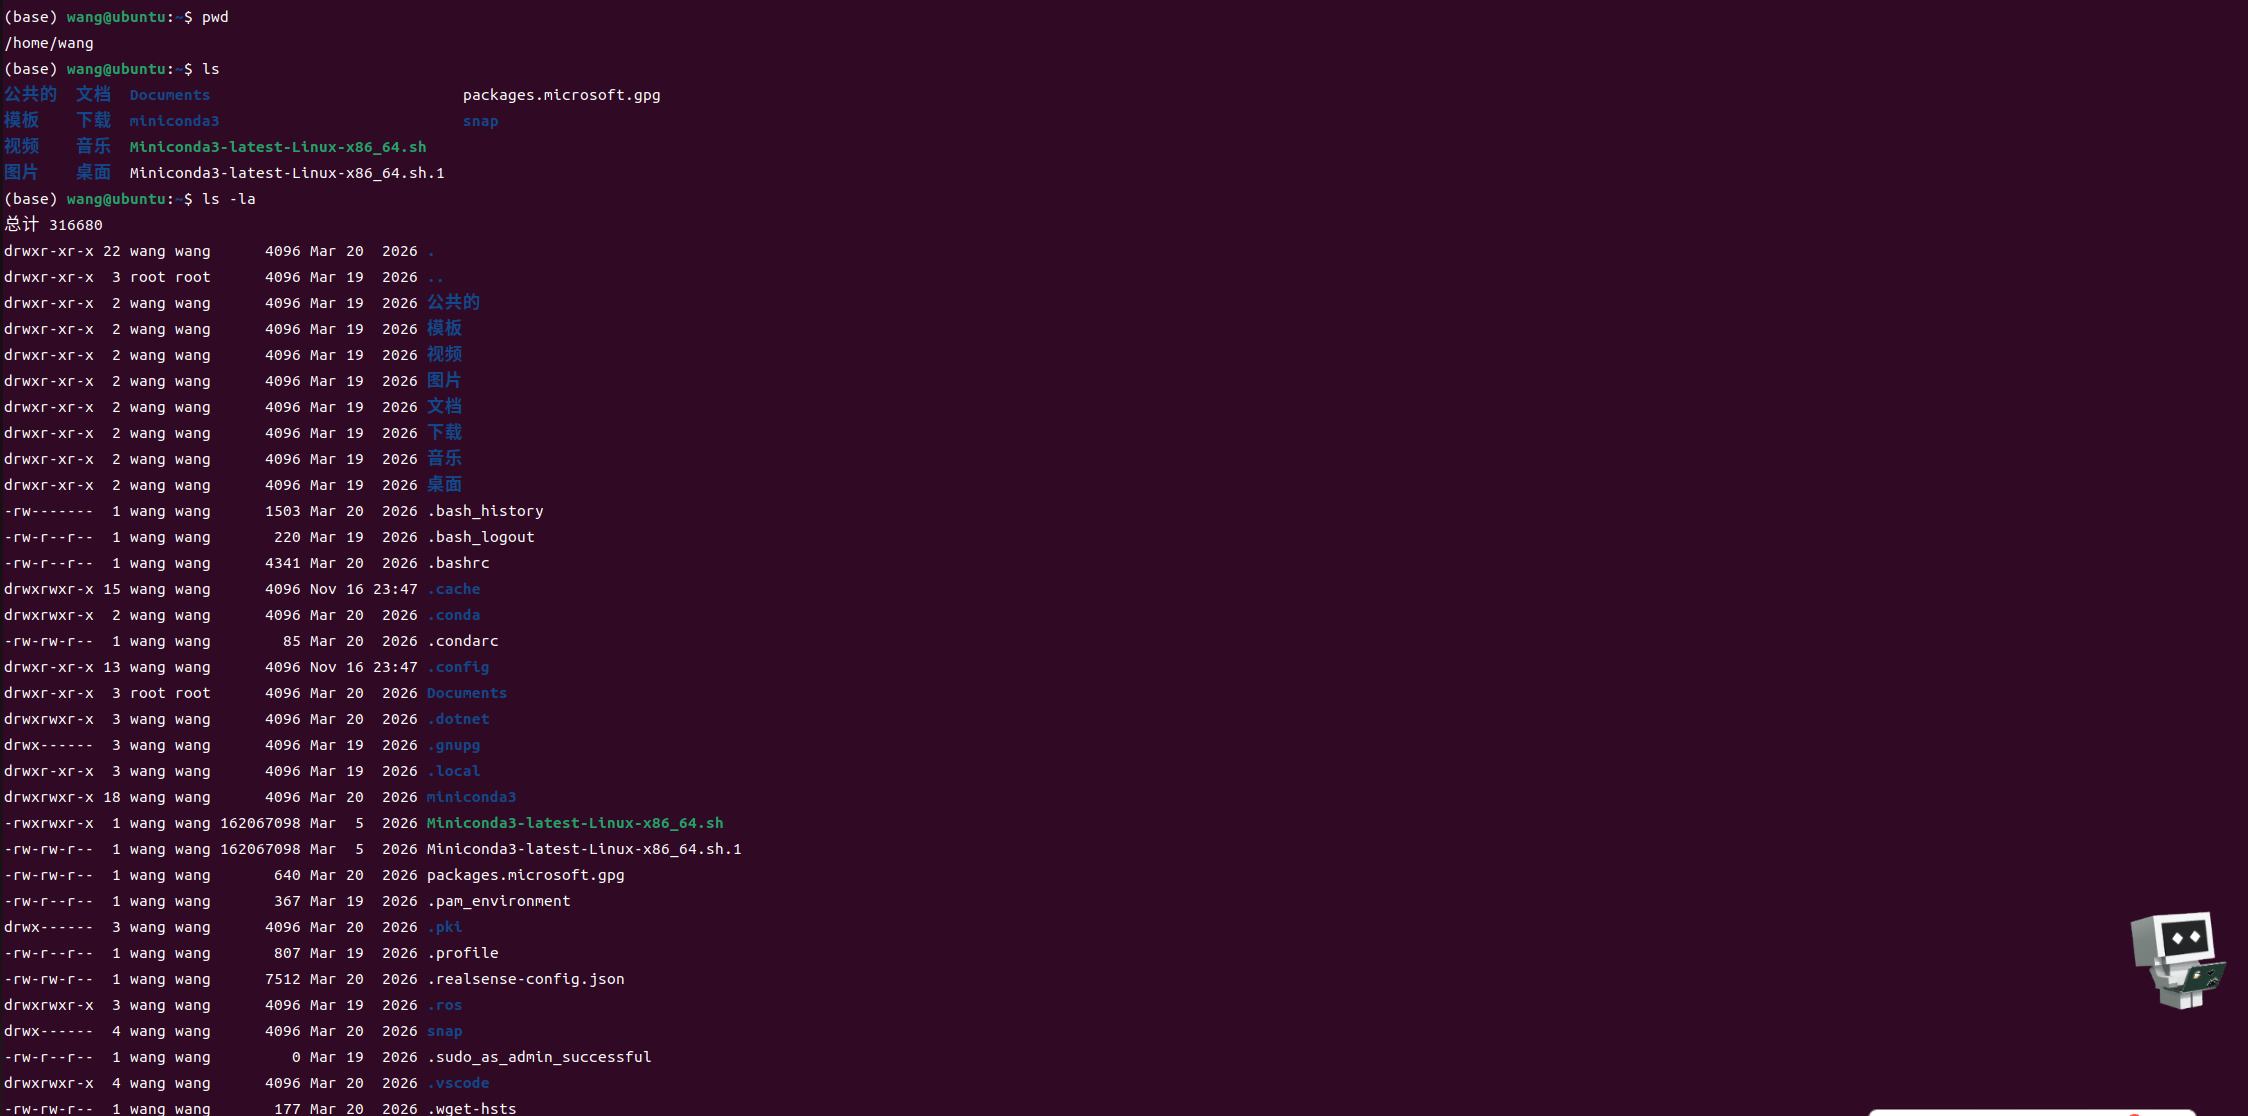 (base) wang@ubuntu:~$ pwd
/home/wang
(base) wang@ubuntu:~$ ls
公共的  文档  Documents                            packages.microsoft.gpg
模板    下载  miniconda3                           snap
视频    音乐  Miniconda3-latest-Linux-x86_64.sh
图片    桌面  Miniconda3-latest-Linux-x86_64.sh.1
(base) wang@ubuntu:~$ ls -la
总计 316680
drwxr-xr-x 22 wang wang      4096 Mar 20  2026 .
drwxr-xr-x  3 root root      4096 Mar 19  2026 ..
drwxr-xr-x  2 wang wang      4096 Mar 19  2026 公共的
drwxr-xr-x  2 wang wang      4096 Mar 19  2026 模板
drwxr-xr-x  2 wang wang      4096 Mar 19  2026 视频
drwxr-xr-x  2 wang wang      4096 Mar 19  2026 图片
drwxr-xr-x  2 wang wang      4096 Mar 19  2026 文档
drwxr-xr-x  2 wang wang      4096 Mar 19  2026 下载
drwxr-xr-x  2 wang wang      4096 Mar 19  2026 音乐
drwxr-xr-x  2 wang wang      4096 Mar 19  2026 桌面
-rw-------  1 wang wang      1503 Mar 20  2026 .bash_history
-rw-r--r--  1 wang wang       220 Mar 19  2026 .bash_logout
-rw-r--r--  1 wang wang      4341 Mar 20  2026 .bashrc
drwxrwxr-x 15 wang wang      4096 Nov 16 23:47 .cache
drwxrwxr-x  2 wang wang      4096 Mar 20  2026 .conda
-rw-rw-r--  1 wang wang        85 Mar 20  2026 .condarc
drwxr-xr-x 13 wang wang      4096 Nov 16 23:47 .config
drwxr-xr-x  3 root root      4096 Mar 20  2026 Documents
drwxrwxr-x  3 wang wang      4096 Mar 20  2026 .dotnet
drwx------  3 wang wang      4096 Mar 19  2026 .gnupg
drwxr-xr-x  3 wang wang      4096 Mar 19  2026 .local
drwxrwxr-x 18 wang wang      4096 Mar 20  2026 miniconda3
-rwxrwxr-x  1 wang wang 162067098 Mar  5  2026 Miniconda3-latest-Linux-x86_64.sh
-rw-rw-r--  1 wang wang 162067098 Mar  5  2026 Miniconda3-latest-Linux-x86_64.sh.1
-rw-rw-r--  1 wang wang       640 Mar 20  2026 packages.microsoft.gpg
-rw-r--r--  1 wang wang       367 Mar 19  2026 .pam_environment
drwx------  3 wang wang      4096 Mar 20  2026 .pki
-rw-r--r--  1 wang wang       807 Mar 19  2026 .profile
-rw-rw-r--  1 wang wang      7512 Mar 20  2026 .realsense-config.json
drwxrwxr-x  3 wang wang      4096 Mar 19  2026 .ros
drwx------  4 wang wang      4096 Mar 20  2026 snap
-rw-r--r--  1 wang wang         0 Mar 19  2026 .sudo_as_admin_successful
drwxrwxr-x  4 wang wang      4096 Mar 20  2026 .vscode
-rw-rw-r--  1 wang wang       177 Mar 20  2026 .wget-hsts